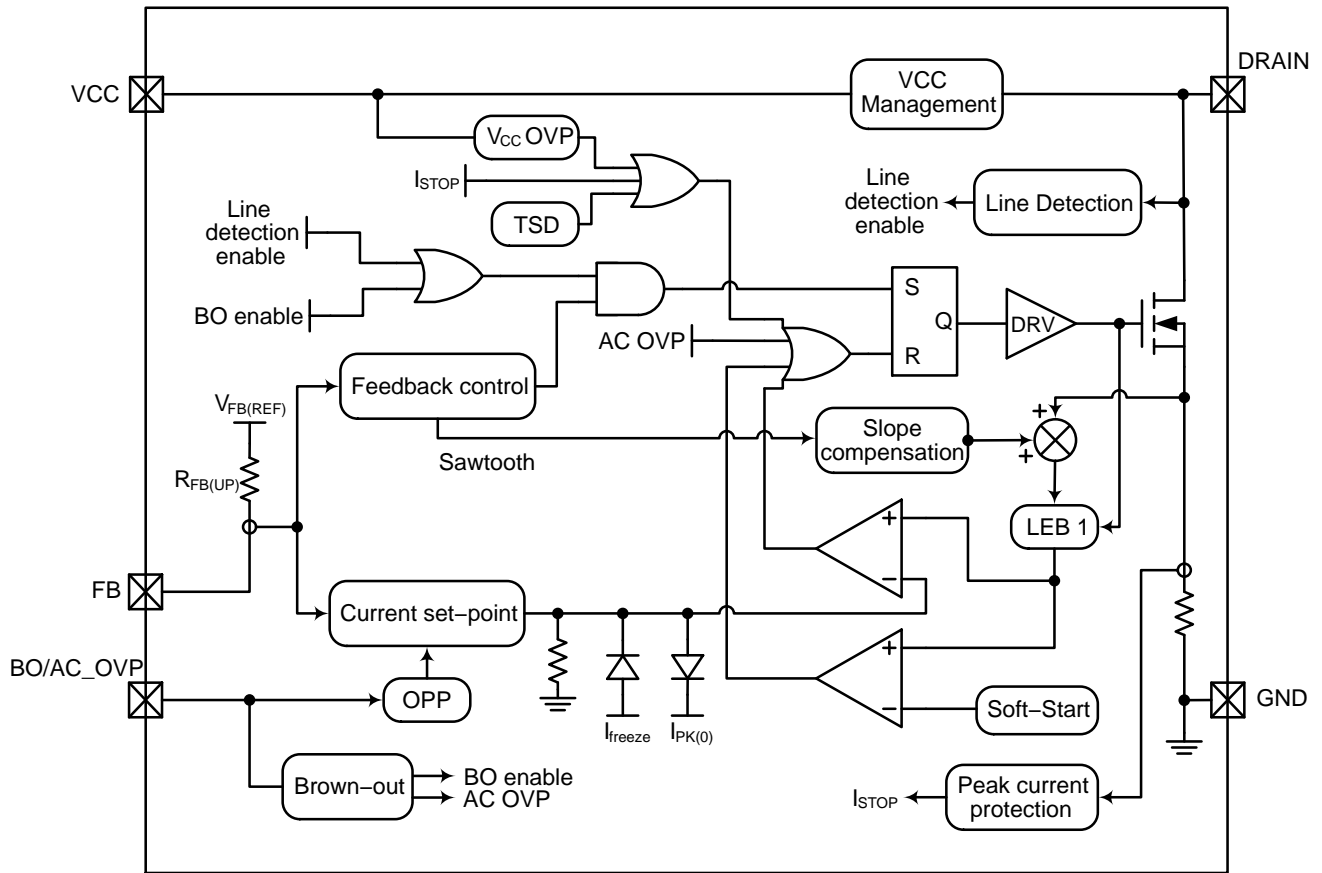 DRAIN
VCC
VCC
Management
VCC OVP
ISTOP
TSD
Line
detection
enable
Line Detection
Line
detection
enable
BO enable
S
Q
R
DRV
AC OVP
Feedback control
VFB(REF)
RFB(UP)
Sawtooth
Slope
compensation
+
+
LEB 1
+
−
FB
Current set−point
BO/AC_OVP
OPP
Ifreeze
IPK(0)
+
−
Soft−Start
GND
Brown−out
BO enable
AC OVP
ISTOP
Peak current
protection